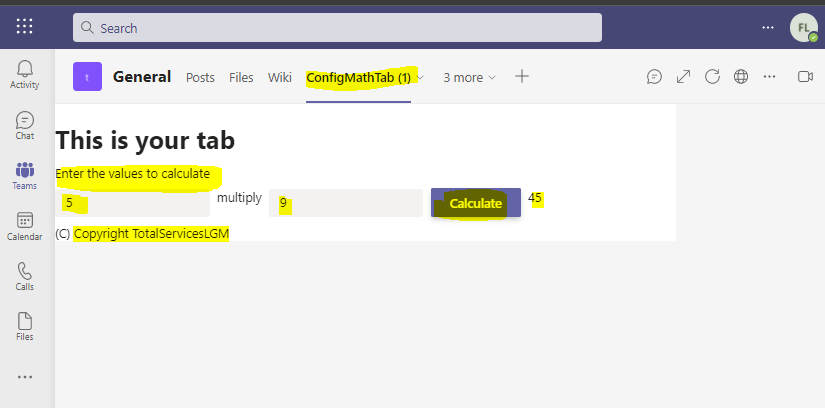 Search
FL
Activity
Chat
Teams
Calendar
Calls
Files
t General Posts Files Wiki ConfigMathTab (1) 3 more
This is your tab
Enter the values to calculate
5 multiply 9 Calculate 45
(C) Copyright TotalServicesLGM